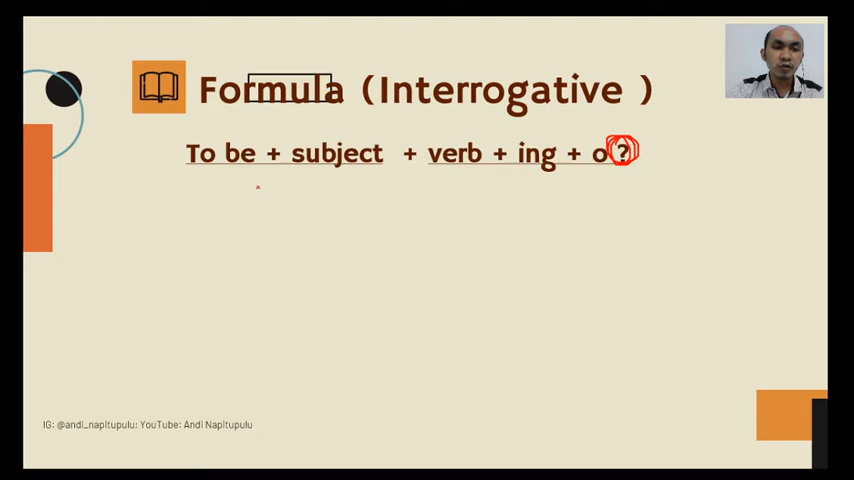 Formula (Interrogative )
To be + subject + verb + ing + o ?
IG: @andi_napitupulu; YouTube: Andi Napitupulu